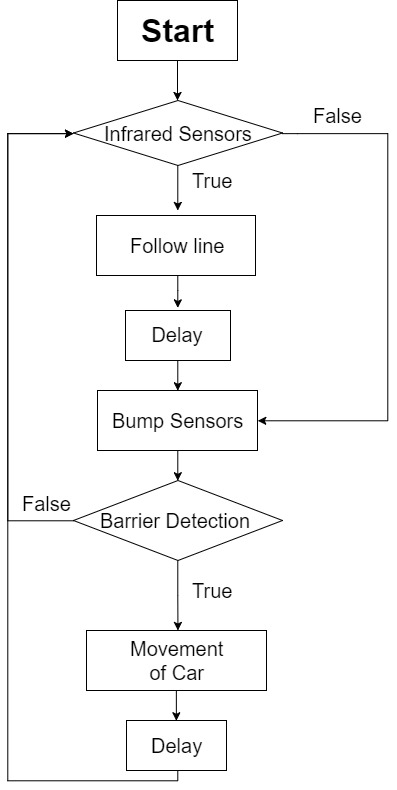 Start
Infrared Sensors
False
True
Follow line
Delay
Bump Sensors
False
Barrier Detection
True
Movement
of Car
Delay